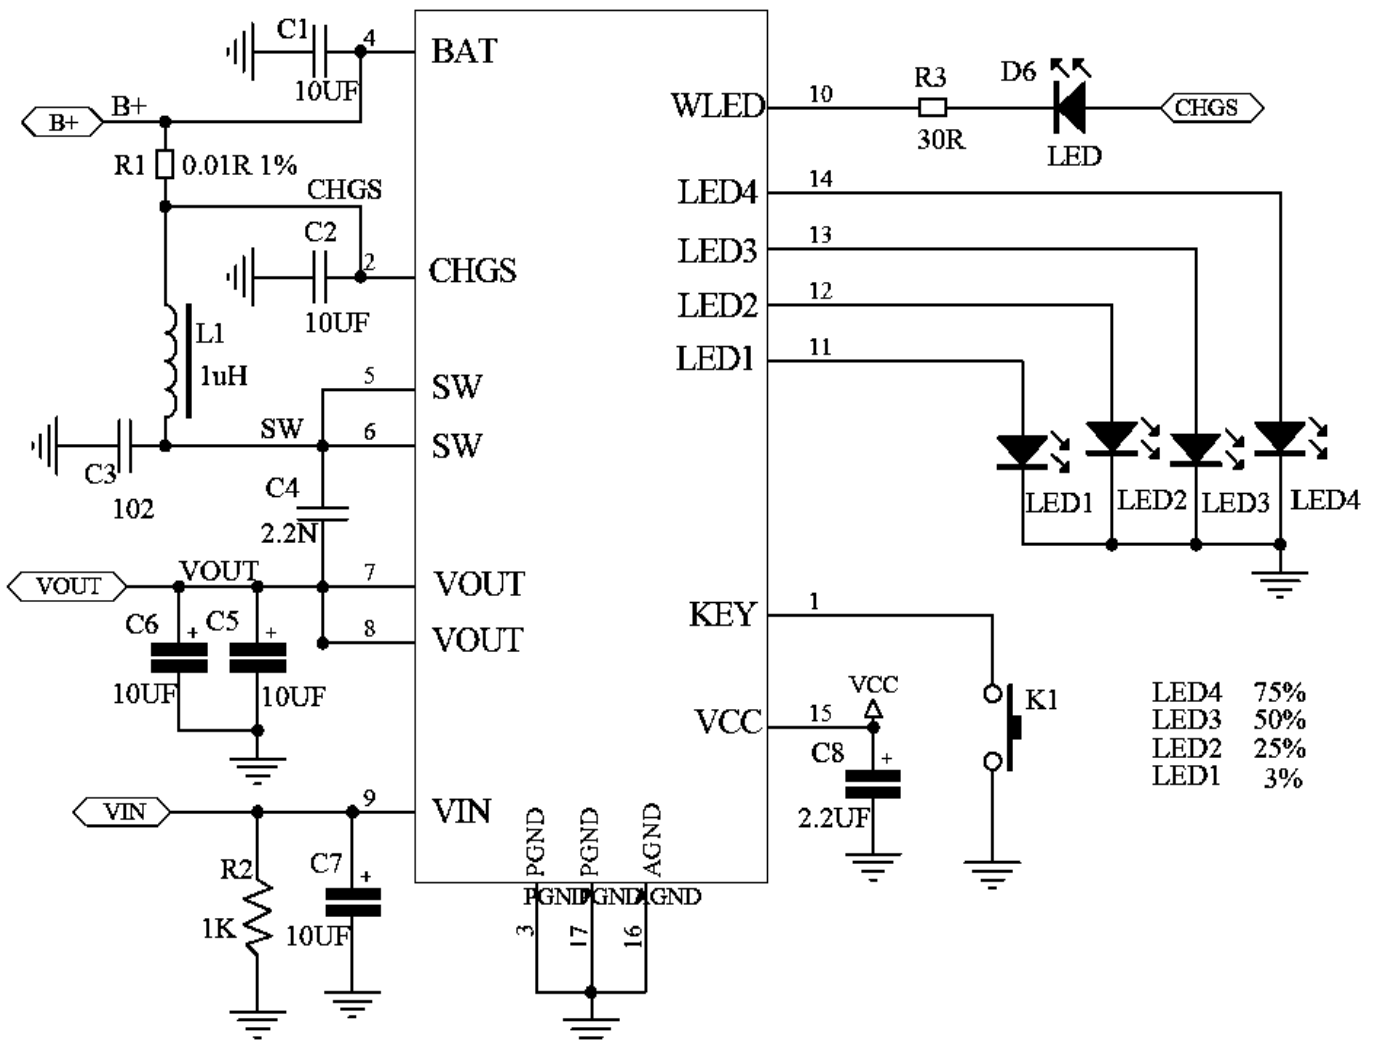 C1
4
BAT
10UF
B+
B+
R1
0.01R 1%
CHGS
C2
2
CHGS
10UF
L1
1uH
5
SW
SW
6
SW
C3
102
C4
2.2N
VOUT
VOUT
7
VOUT
C6
+
C5
+
8
VOUT
10UF
10UF
VIN
9
VIN
R2
1K
C7
+
10UF
PGND
PGND
AGND
PGND
PGND
AGND
3
17
16
WLED
10
R3
30R
D6
LED
CHGS
LED4
14
LED3
13
LED2
12
LED1
11
LED1
LED2
LED3
LED4
KEY
1
K1
VCC
15
VCC
C8
+
2.2UF
LED4 75%
LED3 50%
LED2 25%
LED1 3%